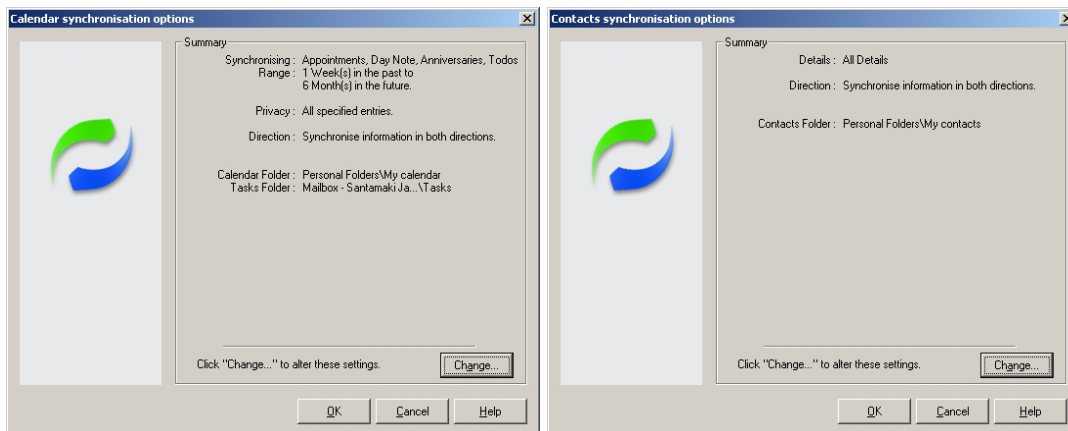 Calendar synchronisation options
Summary
Synchronising : Appointments, Day Note, Anniversaries, Todos
Range : 1 Week(s) in the past to
6 Month(s) in the future.
Privacy : All specified entries.
Direction : Synchronise information in both directions.
Calendar Folder : Personal Folders\My calendar
Tasks Folder : Mailbox - Santamaki Ja...\Tasks
Click "Change..." to alter these settings.
Change...
OK
Cancel
Help
Contacts synchronisation options
Summary
Details : All Details
Direction : Synchronise information in both directions.
Contacts Folder : Personal Folders\My contacts
Click "Change..." to alter these settings.
Change...
OK
Cancel
Help